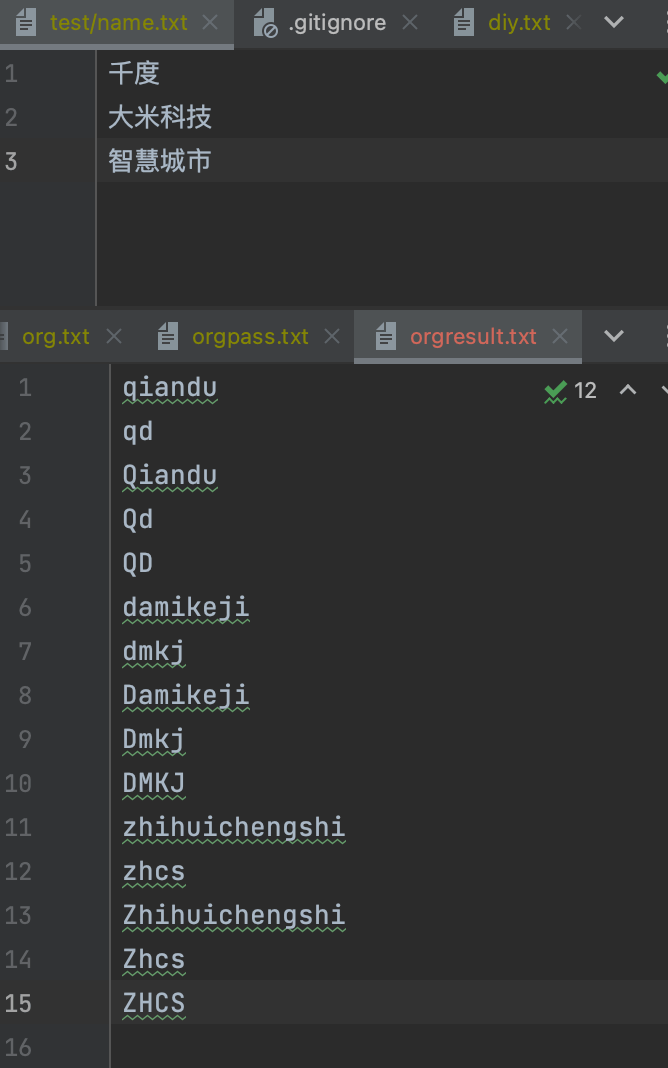 test/name.txt .gitignore diy.txt
1 千度
2 大米科技
3 智慧城市
org.txt orgpass.txt orgresult.txt
1 qiandu 12
2 qd
3 Qiandu
4 Qd
5 QD
6 damikeji
7 dmkj
8 Damikeji
9 Dmkj
10 DMKJ
11 zhihuichengshi
12 zhcs
13 Zhihuichengshi
14 Zhcs
15 ZHCS
16